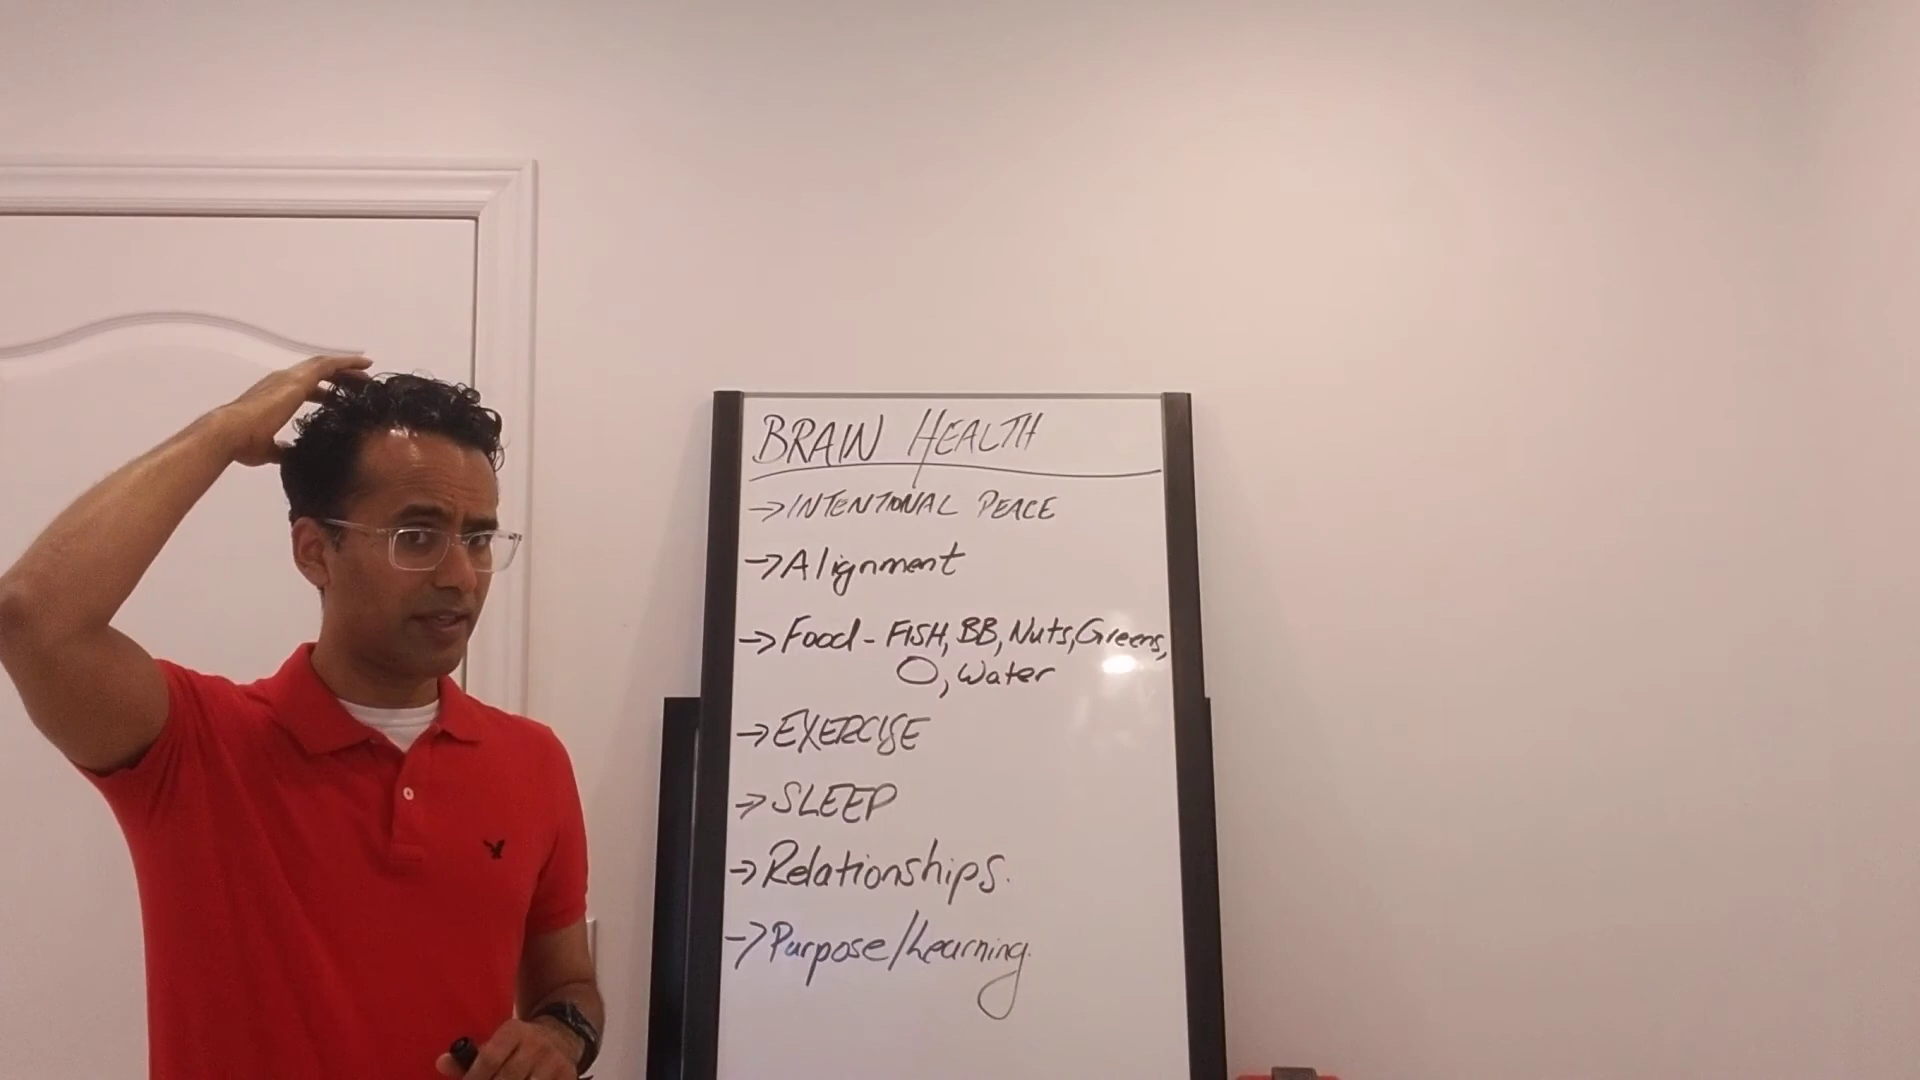 BRAIN HEALTH
→ INTENTIONAL PEACE
→ Alignment
→ Food - FISH, BB, Nuts, Greens,
O, Water
→ EXERCISE
→ SLEEP
→ Relationships.
→ Purpose/Learning.